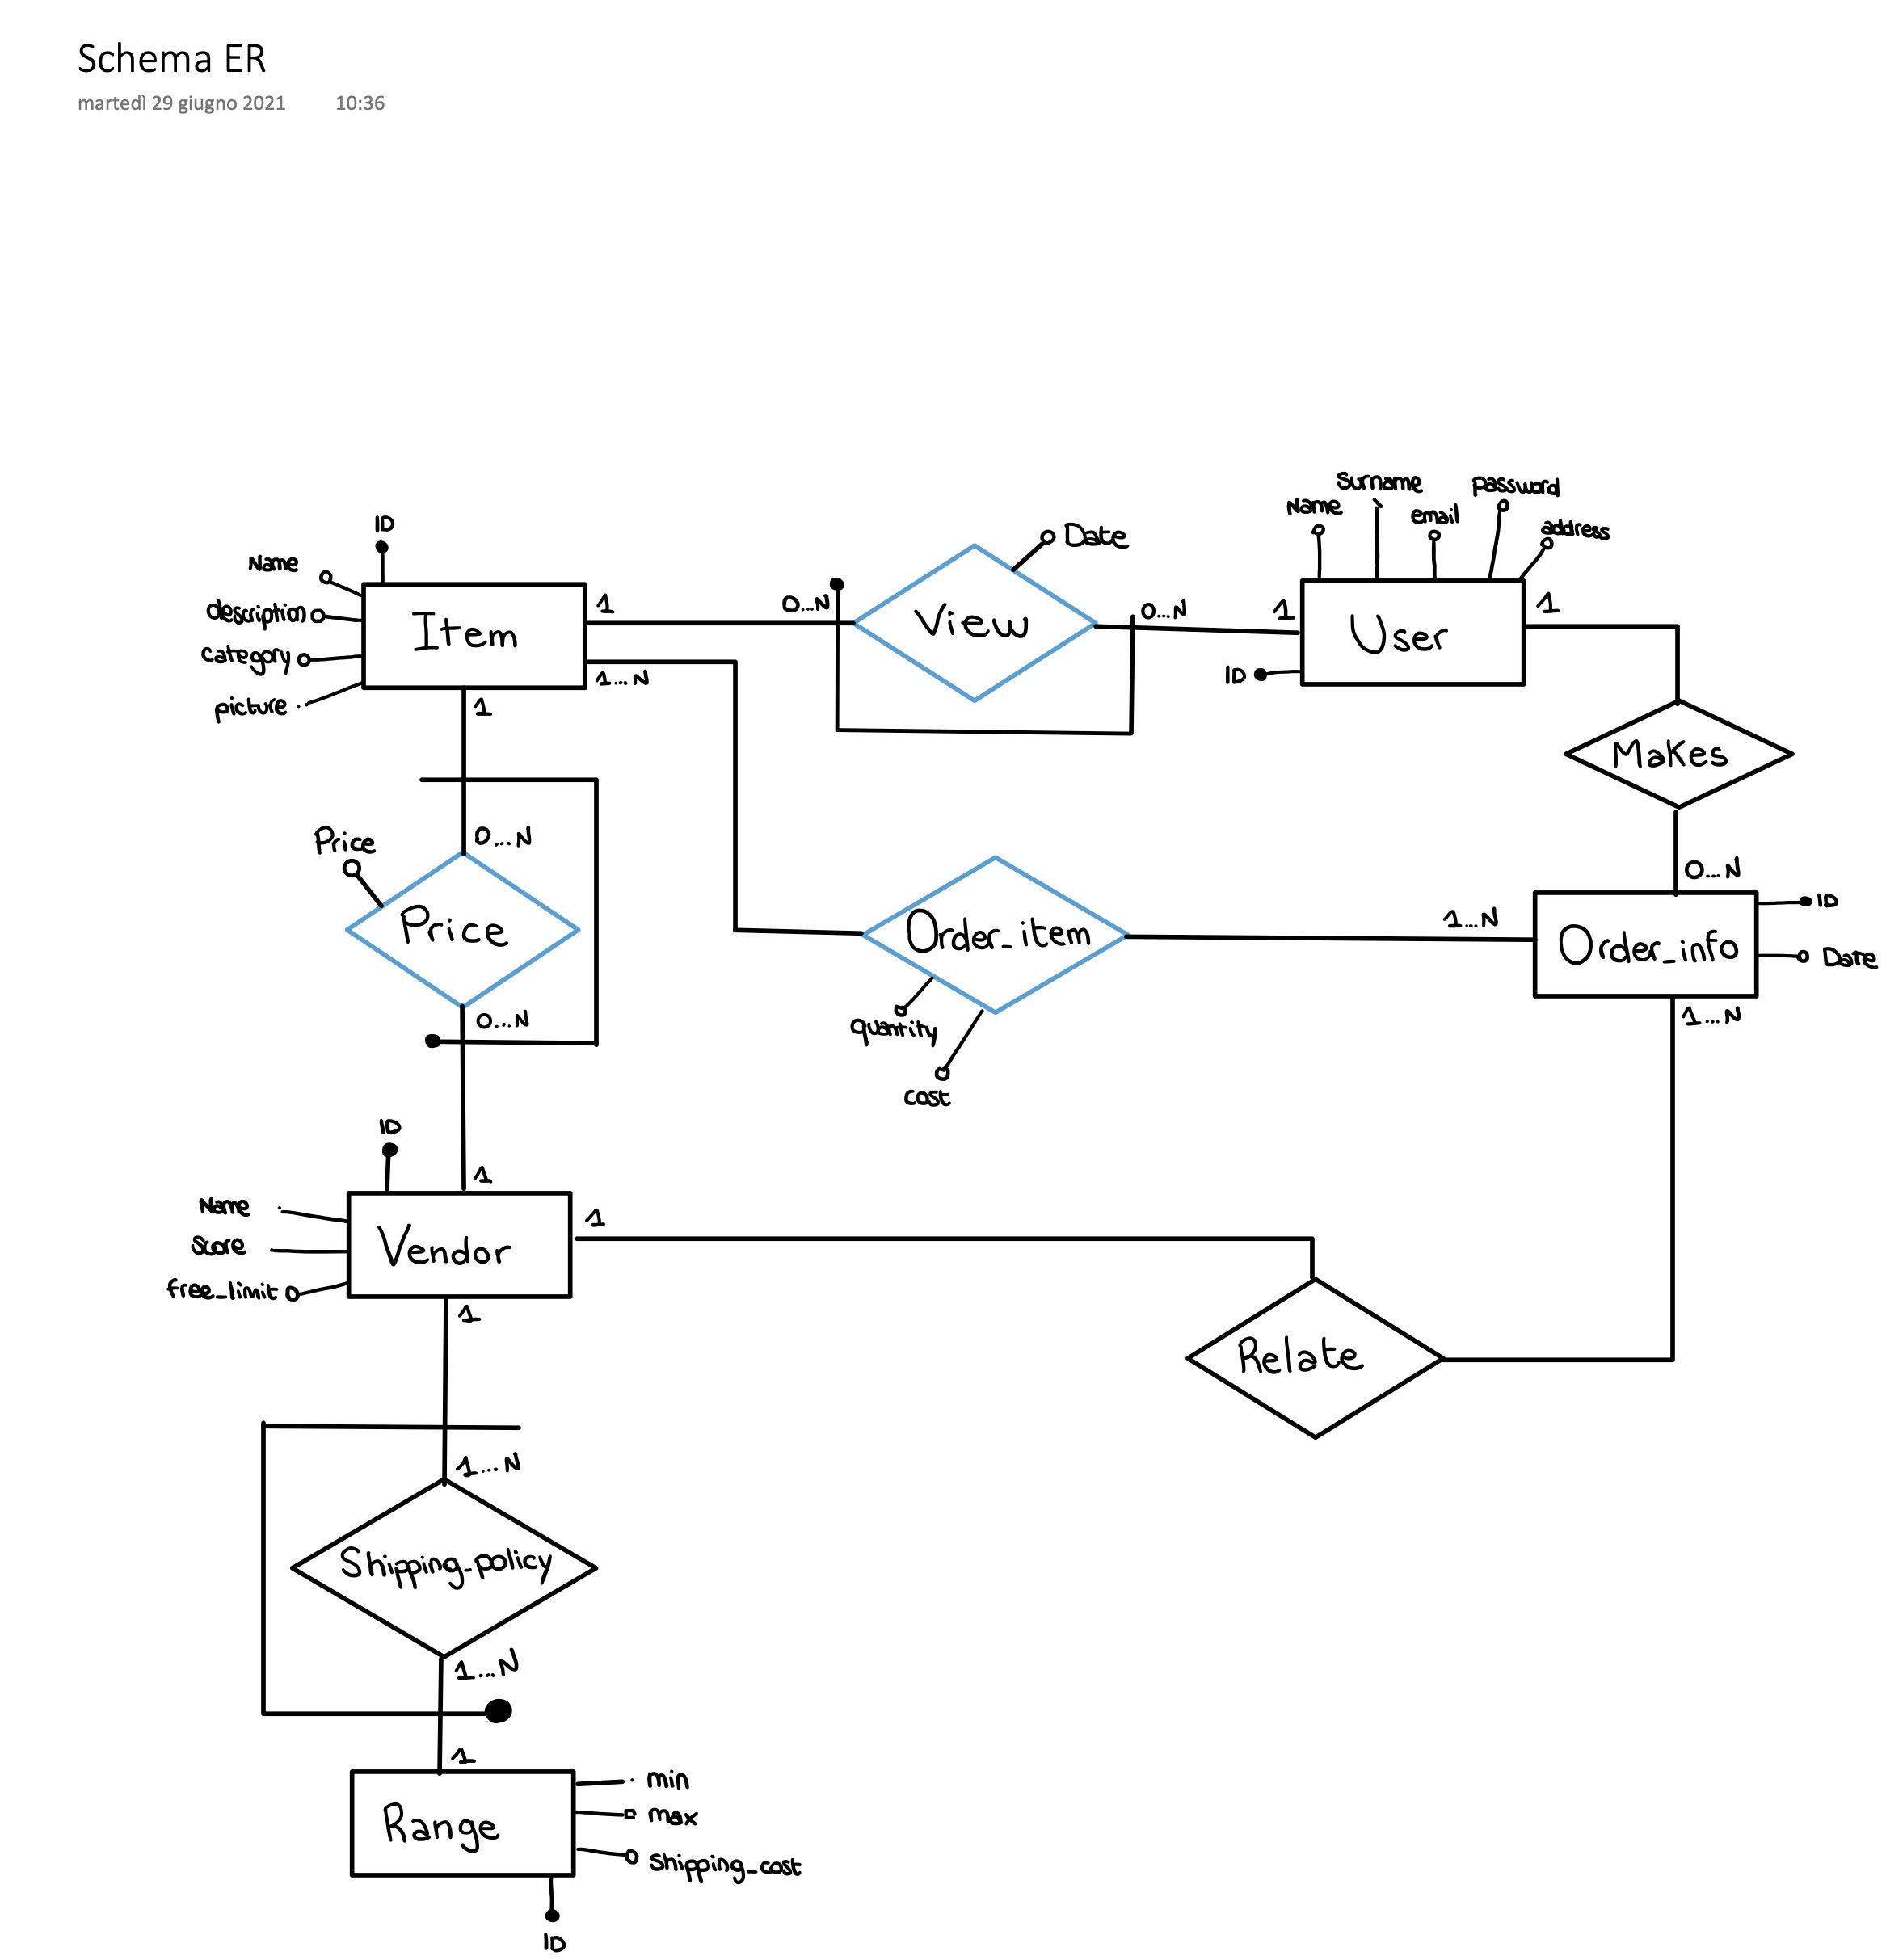 Schema ER
martedì 29 giugno 2021 10:36
Surname
password
Name
email
address
ID
Date
Name
description
category
picture
Item
1
0...N
View
0...N
1
User
1
1...N
ID
1
Makes
Price
0...N
0...N
Price
Order_item
1...N
Order_info
ID
Date
0...N
quantity
1...N
cost
ID
1
Name
Score
free_limit
Vendor
1
1
Relate
1...N
Shipping_policy
1...N
1
Range
min
max
shipping_cost
ID